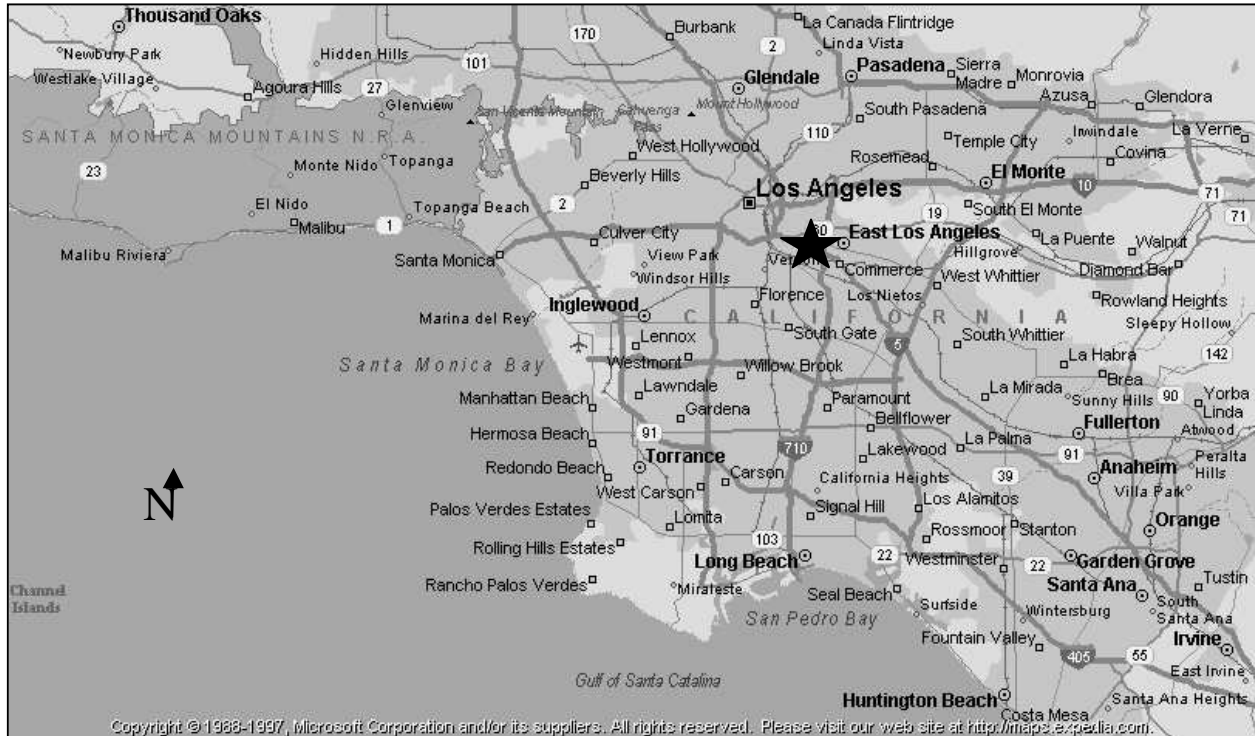 Thousand Oaks
Newbury Park
Westlake Village
Agoura Hills
Hidden Hills
101
170
Burbank
La Canada Flintridge
2
Linda Vista
Glendale
Pasadena
Sierra
Madre
Monrovia
Azusa
Glendora
27
Glenview
San Vicente Mountain
Cahuenga
Pass
Mount Hollywood
South Pasadena
110
Irwindale
La Verne
SANTA MONICA MOUNTAINS N.R.A.
Temple City
Covina
23
Monte Nido
Topanga
West Hollywood
Rosemead
El Monte
10
71
Beverly Hills
Los Angeles
El Nido
Topanga Beach
2
19
South El Monte
71
Malibu
1
Culver City
60
East Los Angeles
La Puente
Walnut
Malibu Riviera
Santa Monica
View Park
Commerce
Hillgrove
Diamond Bar
Windsor Hills
West Whittier
Inglewood
Florence
Los Nietos
Rowland Heights
Marina del Rey
CALIFORNIA
Sleepy Hollow
Lennox
South Gate
5
South Whittier
142
Santa Monica Bay
Westmont
Willow Brook
La Habra
Brea
Lawndale
La Mirada
Sunny Hills
90
Yorba
Linda
Manhattan Beach
Gardena
Paramount
Bellflower
Fullerton
Atwood
Hermosa Beach
91
710
Lakewood
La Palma
91
Peralta
Hills
Redondo Beach
Torrance
Carson
California Heights
39
Anaheim
Villa Park
West Carson
Los Alamitos
N
Palos Verdes Estates
Lomita
Signal Hill
Rossmoor
Stanton
Orange
Rolling Hills Estates
103
Long Beach
22
Westminster
22
Garden Grove
Rancho Palos Verdes
Miraleste
Seal Beach
Santa Ana
Tustin
Channel
Islands
San Pedro Bay
Surfside
Wintersburg
South
Santa Ana
Fountain Valley
405
55
Irvine
East Irvine
Gulf of Santa Catalina
Huntington Beach
Costa Mesa
Santa Ana Heights
Copyright © 1988-1997, Microsoft Corporation and/or its suppliers. All rights reserved. Please visit our web site at http://maps.expedia.com.